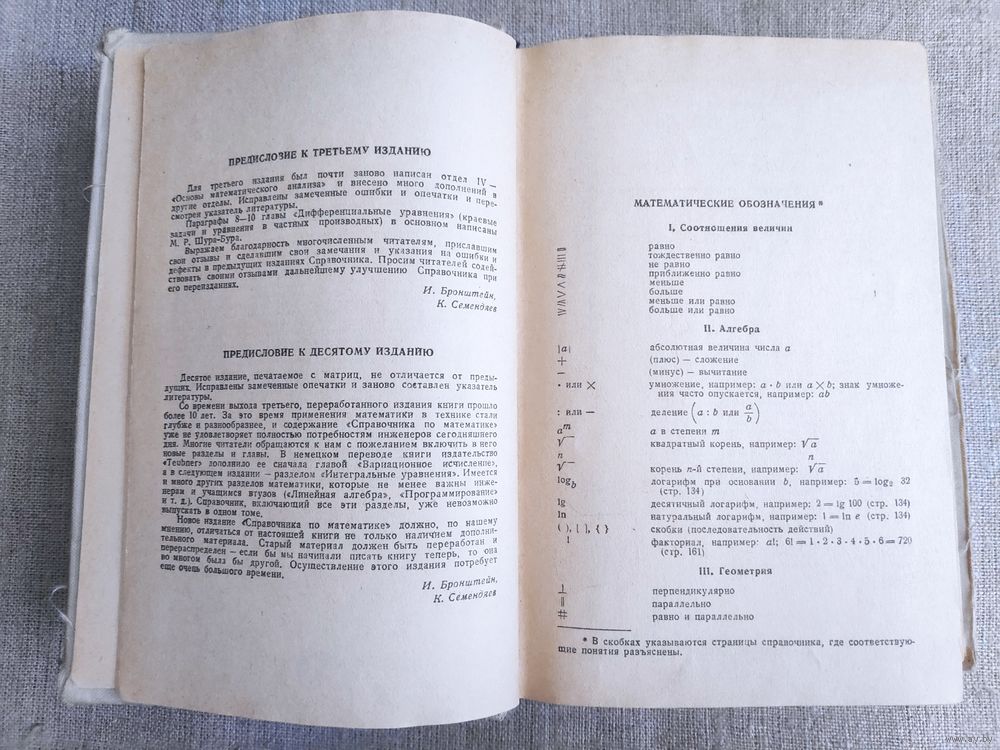 ПРЕДИСЛОВИЕ К ТРЕТЬЕМУ ИЗДАНИЮ
Для третьего издания был почти заново написан отдел IV —
«Основы математического анализа» и внесено много дополнений в
другие отделы. Исправлены замеченные ошибки и опечатки и пере-
смотрен указатель литературы.
Параграфы 8—10 главы «Дифференциальные уравнения» (краевые
задачи и уравнения в частных производных) в основном написаны
М. Р. Шура-Бура.
Выражаем благодарность многочисленным читателям, приславшим
свои отзывы и сделавшим свои замечания и указания на ошибки и
дефекты в предыдущих изданиях Справочника. Просим читателей содей-
ствовать своими отзывами дальнейшему улучшению Справочника при
его переизданиях.
И. Бронштейн,
К. Семендяев
ПРЕДИСЛОВИЕ К ДЕСЯТОМУ ИЗДАНИЮ
Десятое издание, печатаемое с матриц, не отличается от преды-
дущих. Исправлены замеченные опечатки и заново составлен указатель
литературы.
Со времени выхода третьего, переработанного издания книги прошло
более 10 лет. За это время применения математики в технике стали
глубже и разнообразнее, и содержание «Справочника по математике»
уже не удовлетворяет полностью потребностям инженеров сегодняшнего
дня. Многие читатели обращаются к нам с пожеланием включить в него
новые разделы и главы. В немецком переводе книги издательство
«Teubner» дополнило ее сначала главой «Вариационное исчисление»,
а в следующем издании — разделом «Интегральные уравнения». Имеется
и много других разделов математики, которые не менее важны инже-
нерам и учащимся втузов («Линейная алгебра», «Программирование»
и т. д.). Справочник, включающий все эти разделы, уже невозможно
выпускать в одном томе.
Новое издание «Справочника по математике» должно, по нашему
мнению, отличаться от настоящей книги не только наличием дополни-
тельного материала. Старый материал должен быть переработан и
перераспределен — если бы мы начинали писать книгу теперь, то она
во многом была бы другой. Осуществление этого издания потребует
еще очень большого времени.
И. Бронштейн,
К. Семендяев
МАТЕМАТИЧЕСКИЕ ОБОЗНАЧЕНИЯ*
I. Соотношения величин
= равно
≡ тождественно равно
≠ не равно
≈ приближенно равно
< меньше
> больше
≤ меньше или равно
≥ больше или равно
II. Алгебра
|a| абсолютная величина числа a
+ (плюс) — сложение
— (минус) — вычитание
· или × умножение, например: a · b или a × b; знак умноже-
ния часто опускается, например: ab
: или — деление (a : b или a/b)
a^m a в степени m
√ квадратный корень, например: √a
n√ корень n-й степени, например: n√a
log_b логарифм при основании b, например: 5 = log₂ 32
(стр. 134)
lg десятичный логарифм, например: 2 = lg 100 (стр. 134)
ln натуральный логарифм, например: 1 = ln e (стр. 134)
( ), [ ], { } скобки (последовательность действий)
! факториал, например: a!; 6! = 1 · 2 · 3 · 4 · 5 · 6 = 720
(стр. 161)
III. Геометрия
⊥ перпендикулярно
∥ параллельно
# равно и параллельно
* В скобках указываются страницы справочника, где соответствую-
щие понятия разъяснены.
www.ay.by